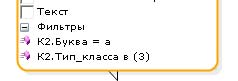 Текст
Фильтры
К2.Буква = а
К2.Тип_класса в (3)